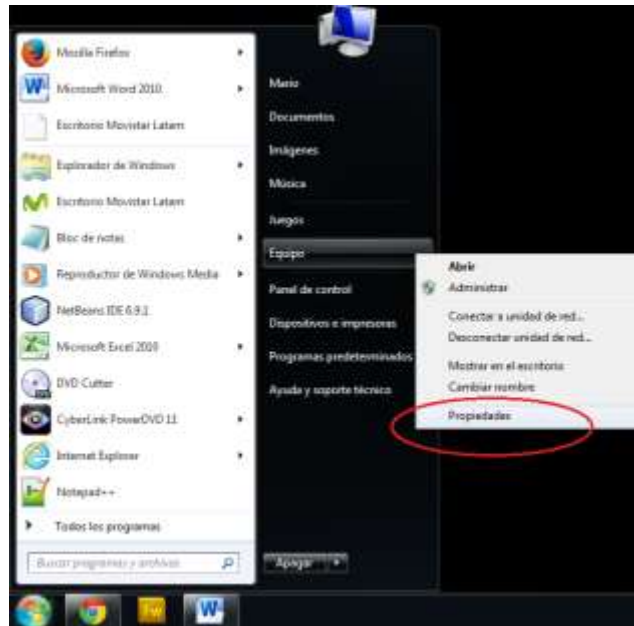 Mozilla Firefox
Microsoft Word 2010
Escritorio Movistar Latam
Explorador de Windows
Escritorio Movistar Latam
Bloc de notas
Reproductor de Windows Media
NetBeans IDE 6.9.1
Microsoft Excel 2010
DVD Cutter
CyberLink PowerDVD 11
Internet Explorer
Notepad++
Todos los programas
Buscar programas y archivos
Mario
Documentos
Imágenes
Música
Juegos
Equipo
Panel de control
Dispositivos e impresoras
Programas predeterminados
Ayuda y soporte técnico
Apagar
Abrir
Administrar
Conectar a unidad de red...
Desconectar unidad de red...
Mostrar en el escritorio
Cambiar nombre
Propiedades